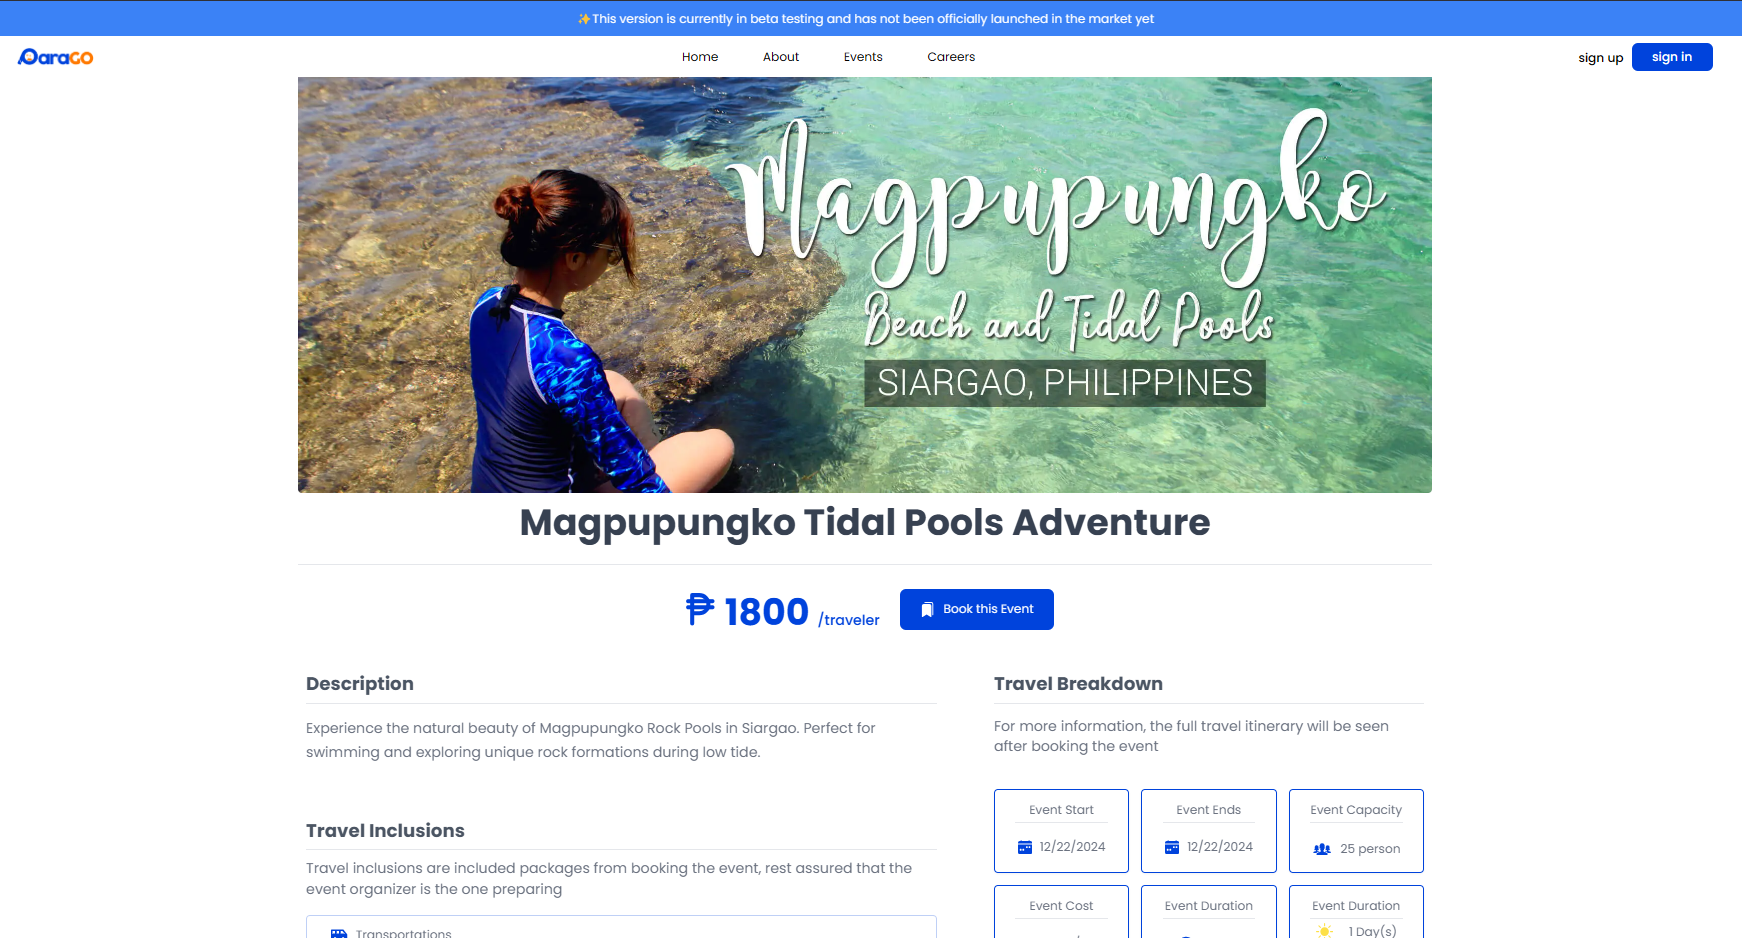 ✨This version is currently in beta testing and has not been officially launched in the market yet
ParaGO
Home
About
Events
Careers
sign up
sign in
Magpupungko
Beach and Tidal Pools
SIARGAO, PHILIPPINES
Magpupungko Tidal Pools Adventure
₱ 1800 /traveler
Book this Event
Description
Experience the natural beauty of Magpupungko Rock Pools in Siargao. Perfect for
swimming and exploring unique rock formations during low tide.
Travel Inclusions
Travel inclusions are included packages from booking the event, rest assured that the
event organizer is the one preparing
Transportations
Travel Breakdown
For more information, the full travel itinerary will be seen
after booking the event
Event Start
12/22/2024
Event Ends
12/22/2024
Event Capacity
25 person
Event Cost
Event Duration
Event Duration
1 Day(s)